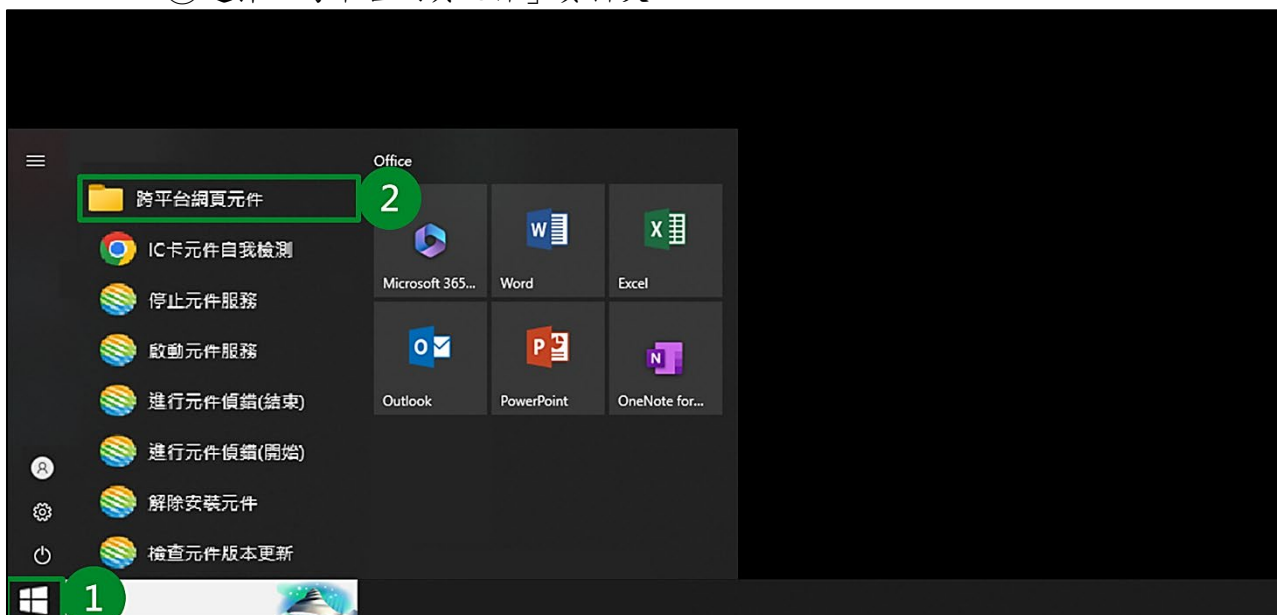 Office
跨平台網頁元件
2
IC卡元件自我檢測
停止元件服務
啟動元件服務
進行元件偵錯(結束)
進行元件偵錯(開始)
解除安裝元件
檢查元件版本更新
Microsoft 365...
Word
Excel
Outlook
PowerPoint
OneNote for...
1